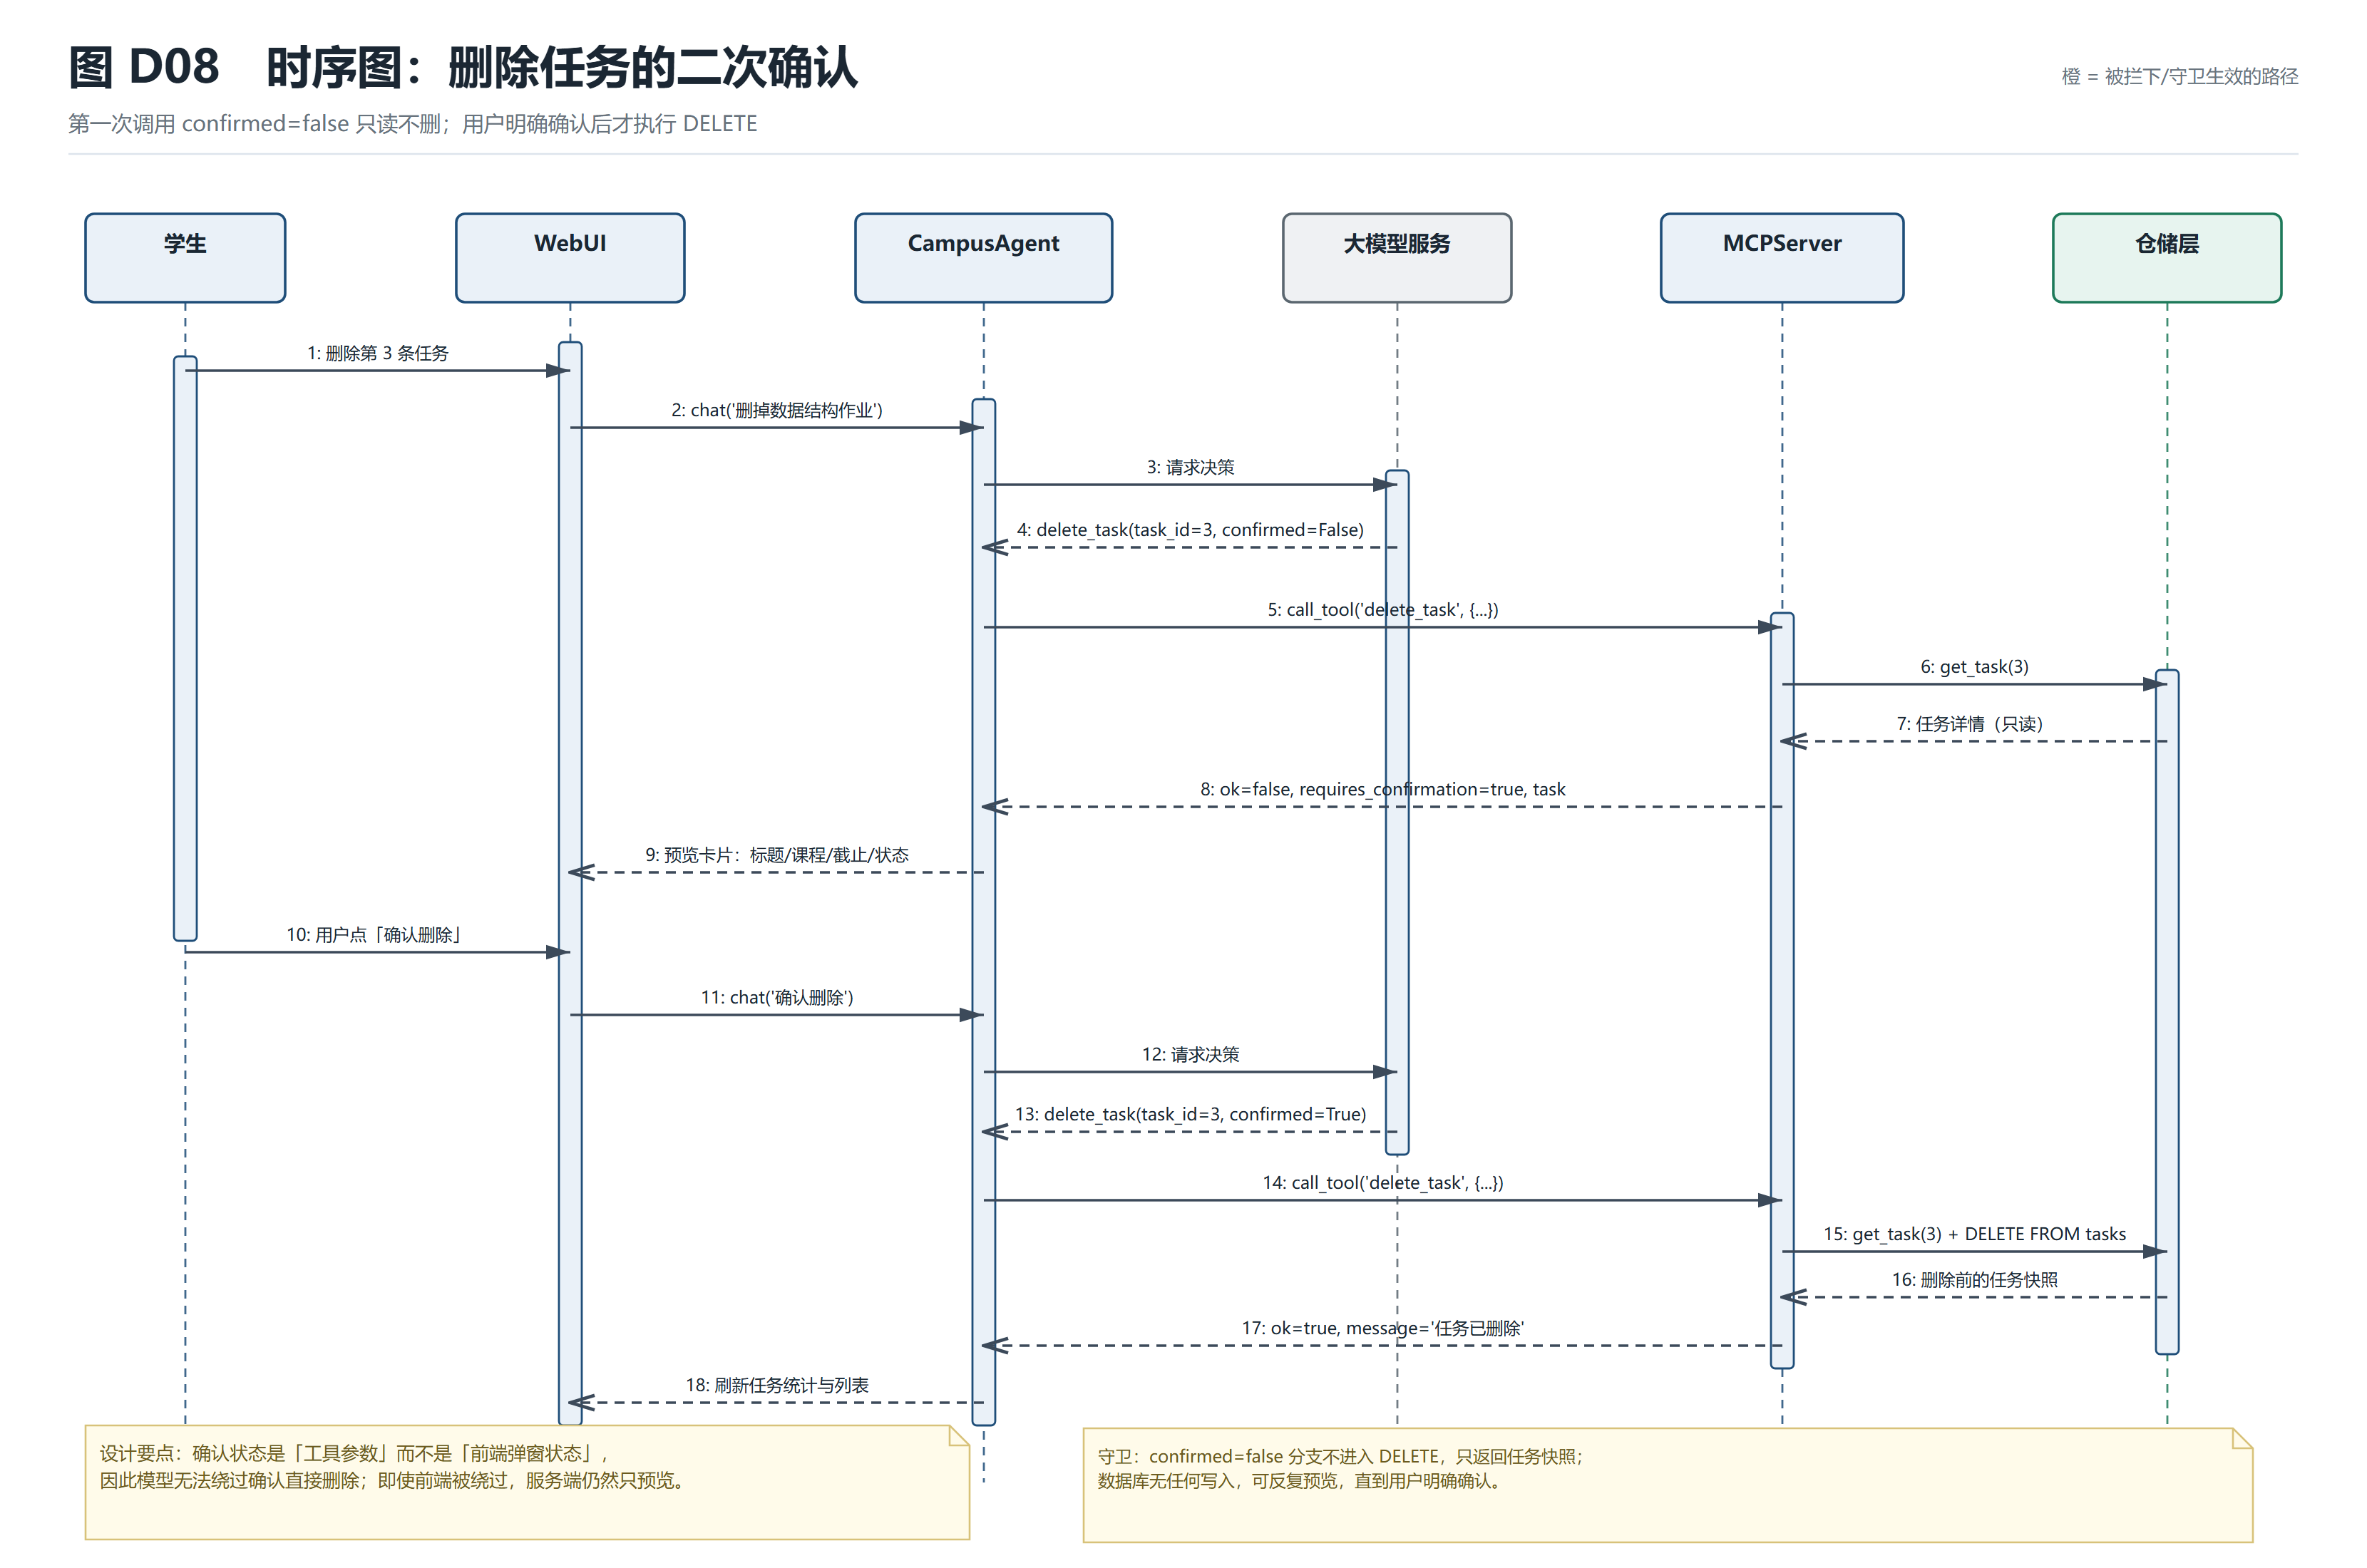 图 D08 时序图：删除任务的二次确认
橙 = 被拦下/守卫生效的路径
第一次调用 confirmed=false 只读不删；用户明确确认后才执行 DELETE
学生
WebUI
CampusAgent
大模型服务
MCPServer
仓储层
1: 删除第 3 条任务
2: chat('删掉数据结构作业')
3: 请求决策
4: delete_task(task_id=3, confirmed=False)
5: call_tool('delete_task', {...})
6: get_task(3)
7: 任务详情（只读）
8: ok=false, requires_confirmation=true, task
9: 预览卡片：标题/课程/截止/状态
10: 用户点「确认删除」
11: chat('确认删除')
12: 请求决策
13: delete_task(task_id=3, confirmed=True)
14: call_tool('delete_task', {...})
15: get_task(3) + DELETE FROM tasks
16: 删除前的任务快照
17: ok=true, message='任务已删除'
18: 刷新任务统计与列表
设计要点：确认状态是「工具参数」而不是「前端弹窗状态」，
因此模型无法绕过确认直接删除；即使前端被绕过，服务端仍然只预览。
守卫：confirmed=false 分支不进入 DELETE，只返回任务快照；
数据库无任何写入，可反复预览，直到用户明确确认。